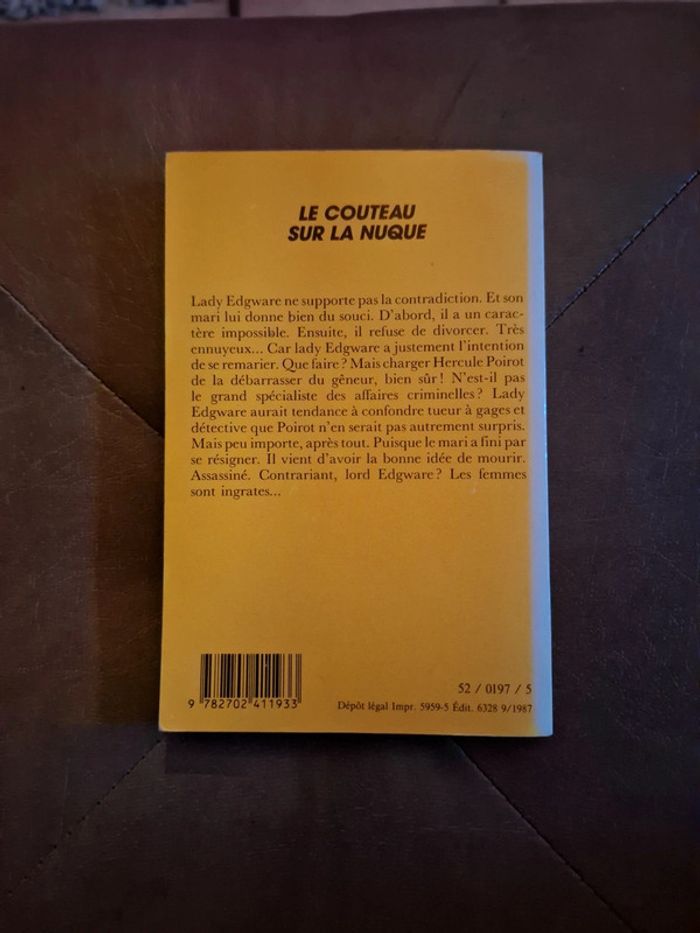 LE COUTEAU
SUR LA NUQUE
Lady Edgware ne supporte pas la contradiction. Et son
mari lui donne bien du souci. D'abord, il a un carac-
tère impossible. Ensuite, il refuse de divorcer. Très
ennuyeux... Car lady Edgware a justement l'intention
de se remarier. Que faire ? Mais charger Hercule Poirot
de la débarrasser du gêneur, bien sûr ! N'est-il pas
le grand spécialiste des affaires criminelles ? Lady
Edgware aurait tendance à confondre tueur à gages et
détective que Poirot n'en serait pas autrement surpris.
Mais peu importe, après tout. Puisque le mari a fini par
se résigner. Il vient d'avoir la bonne idée de mourir.
Assassiné. Contrariant, lord Edgware ? Les femmes
sont ingrates...
9 782702 411933
52 / 0197 / 5
Dépôt légal Impr. 5959-5 Édit. 6328 9/1987